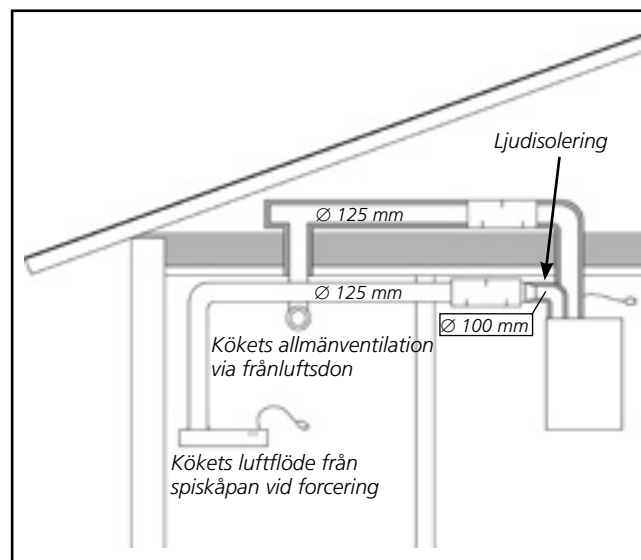 Ljudisolering
∅ 125 mm
∅ 125 mm
∅ 100 mm
Kökets allmänventilation
via frånluftsdon
Kökets luftflöde från
spiskåpan vid forcering